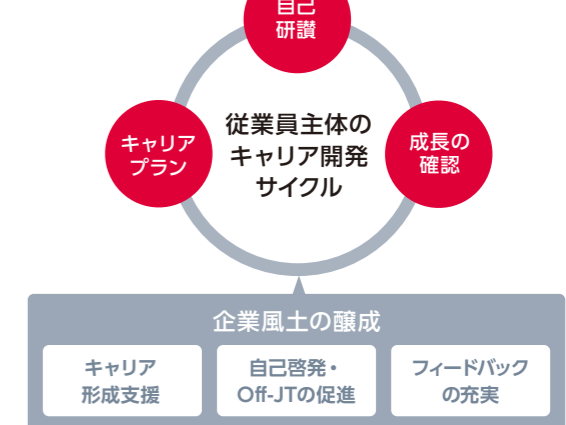 自己
研鑽
従業員主体の
キャリア開発
サイクル
キャリア
プラン
成長の
確認
企業風土の醸成
キャリア
形成支援
自己啓発・
Off-JTの促進
フィードバック
の充実